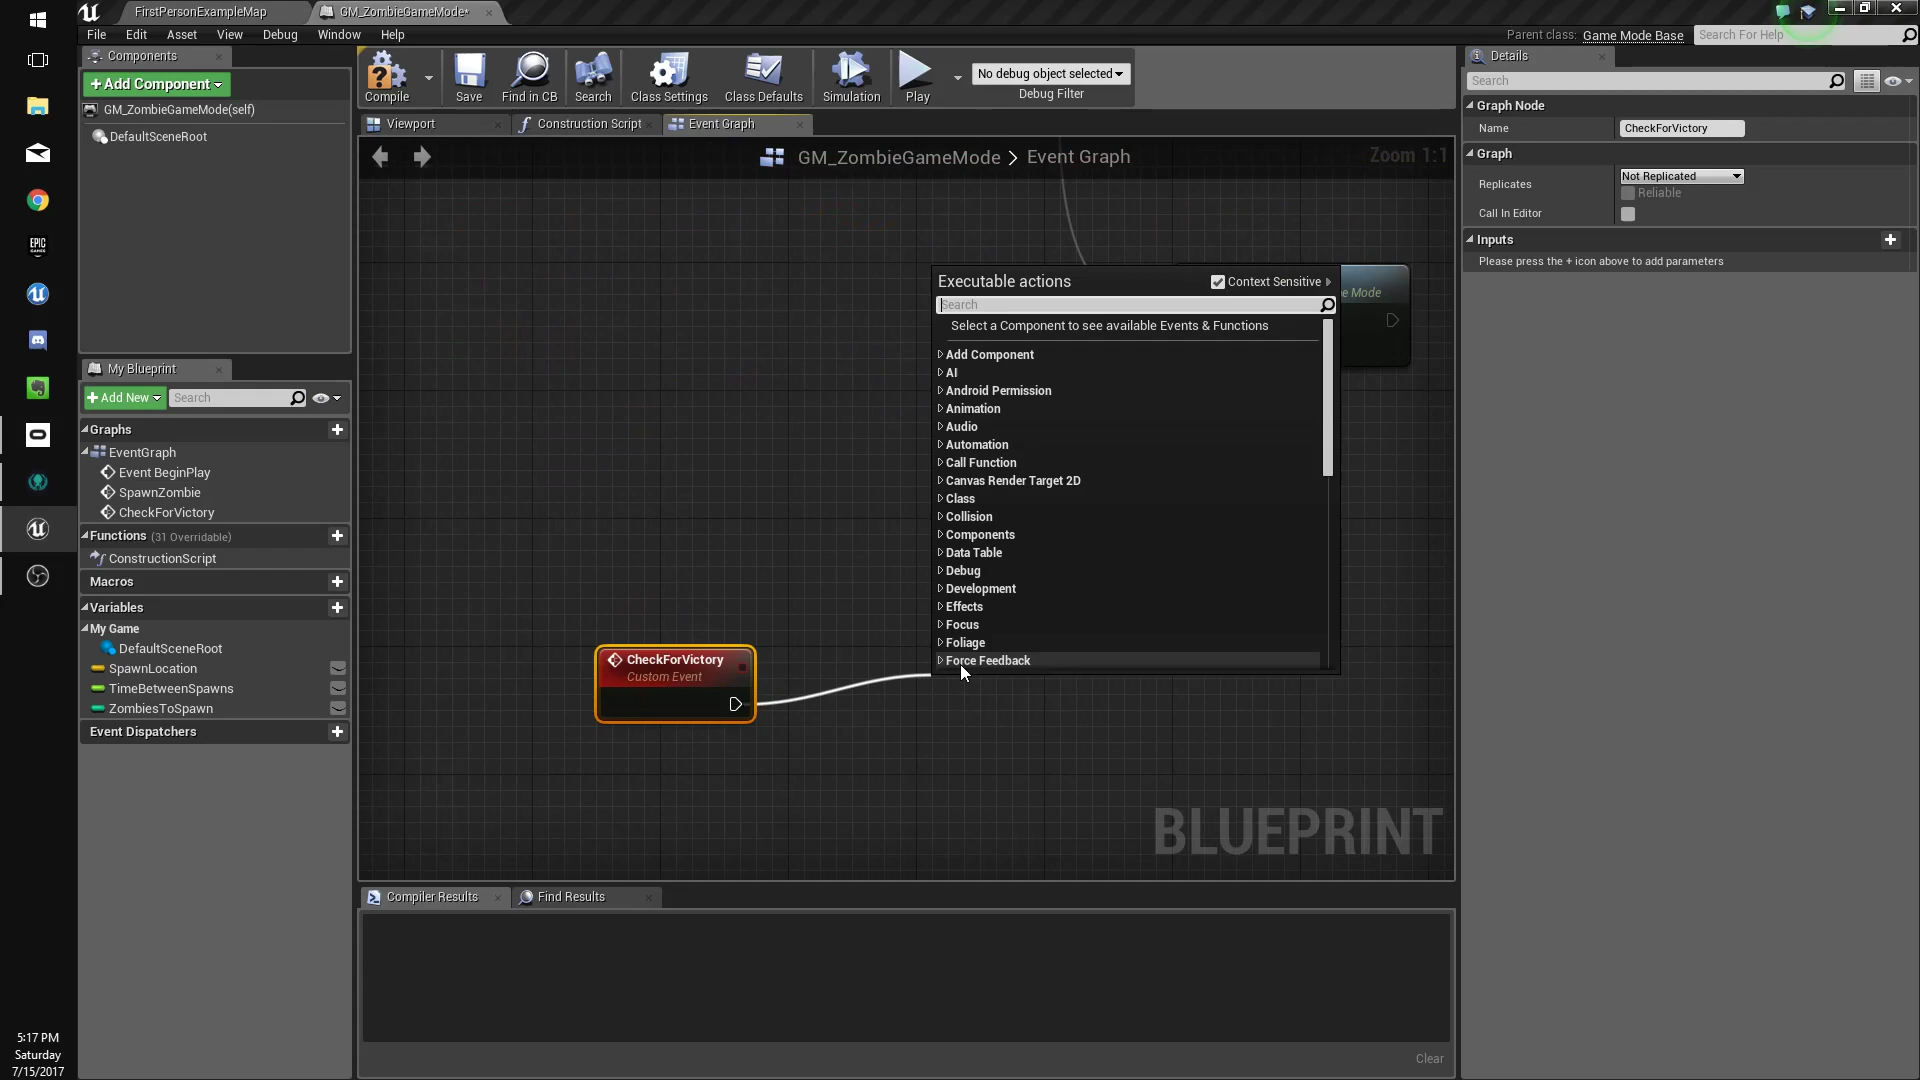 FirstPersonExampleMap
GM_ZombieGameMode*
File Edit Asset View Debug Window Help
Parent class: Game Mode Base
Search For Help
Components
+Add Component
GM_ZombieGameMode(self)
DefaultSceneRoot
Compile
Save
Find in CB
Search
Class Settings
Class Defaults
Simulation
Play
No debug object selected
Debug Filter
Viewport
Construction Script
Event Graph
GM_ZombieGameMode > Event Graph
Zoom 1:1
e Mode
Executable actions
Context Sensitive
Search
Select a Component to see available Events & Functions
Add Component
AI
Android Permission
Animation
Audio
Automation
Call Function
Canvas Render Target 2D
Class
Collision
Components
Data Table
Debug
Development
Effects
Focus
Foliage
Force Feedback
CheckForVictory
Custom Event
BLUEPRINT
My Blueprint
+Add New
Search
Graphs
EventGraph
Event BeginPlay
SpawnZombie
CheckForVictory
Functions (31 Overridable)
ConstructionScript
Macros
Variables
My Game
DefaultSceneRoot
SpawnLocation
TimeBetweenSpawns
ZombiesToSpawn
Event Dispatchers
Compiler Results
Find Results
Clear
Details
Search
Graph Node
Name
CheckForVictory
Graph
Replicates
Not Replicated
Reliable
Call In Editor
Inputs
Please press the + icon above to add parameters
EPIC
GAMES
5:17 PM
Saturday
7/15/2017